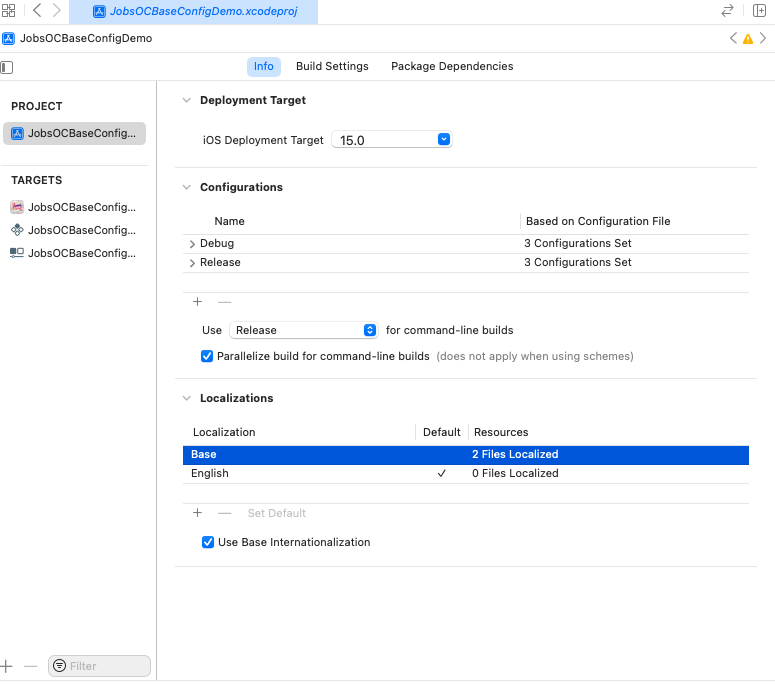 JobsOCBaseConfigDemo.xcodeproj
JobsOCBaseConfigDemo
Info Build Settings Package Dependencies
PROJECT
JobsOCBaseConfig...
TARGETS
JobsOCBaseConfig...
JobsOCBaseConfig...
JobsOCBaseConfig...
Filter
Deployment Target
iOS Deployment Target 15.0
Configurations
Name Based on Configuration File
Debug 3 Configurations Set
Release 3 Configurations Set
Use Release for command-line builds
Parallelize build for command-line builds (does not apply when using schemes)
Localizations
Localization Default Resources
Base 2 Files Localized
English ✓ 0 Files Localized
Set Default
Use Base Internationalization